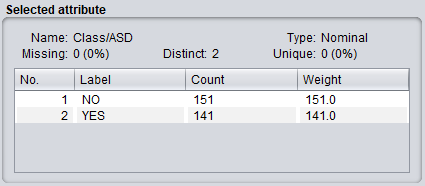 Selected attribute
Name: Class/ASD Type: Nominal
Missing: 0 (0%) Distinct: 2 Unique: 0 (0%)
No. Label Count Weight
1 NO 151 151.0
2 YES 141 141.0